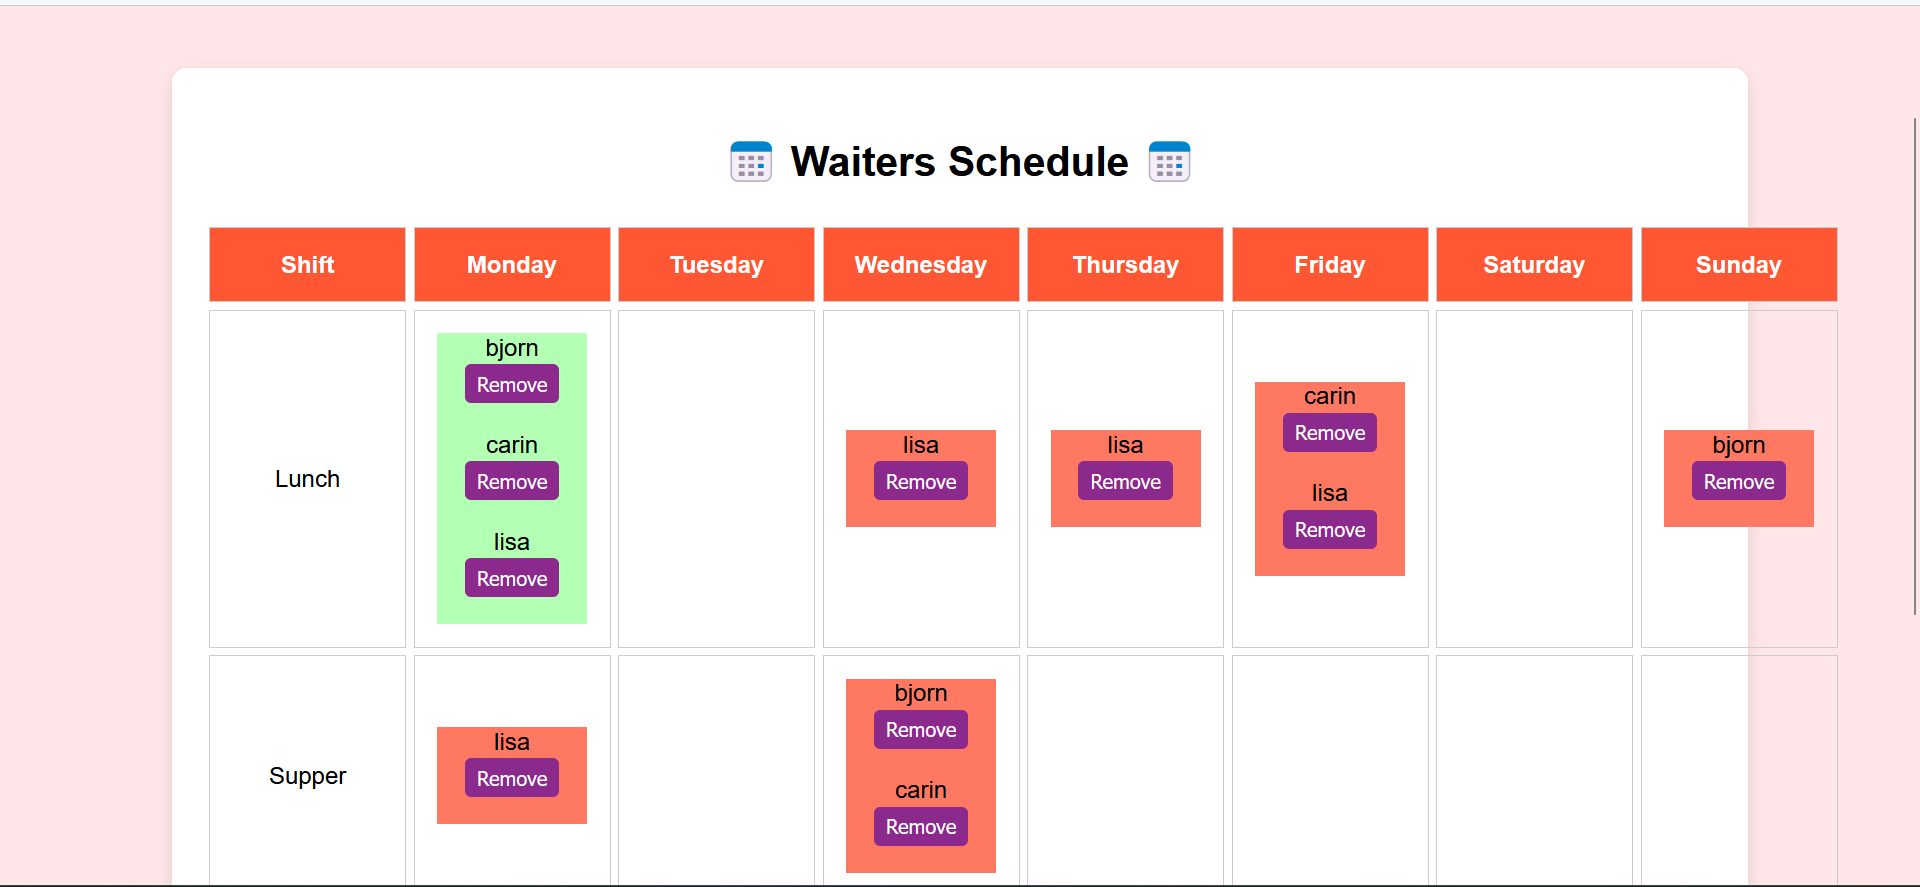 Waiters Schedule
Shift Monday Tuesday Wednesday Thursday Friday Saturday Sunday
Lunch
bjorn
Remove
carin
Remove
lisa
Remove
lisa
Remove
lisa
Remove
carin
Remove
lisa
Remove
bjorn
Remove
Supper
lisa
Remove
bjorn
Remove
carin
Remove